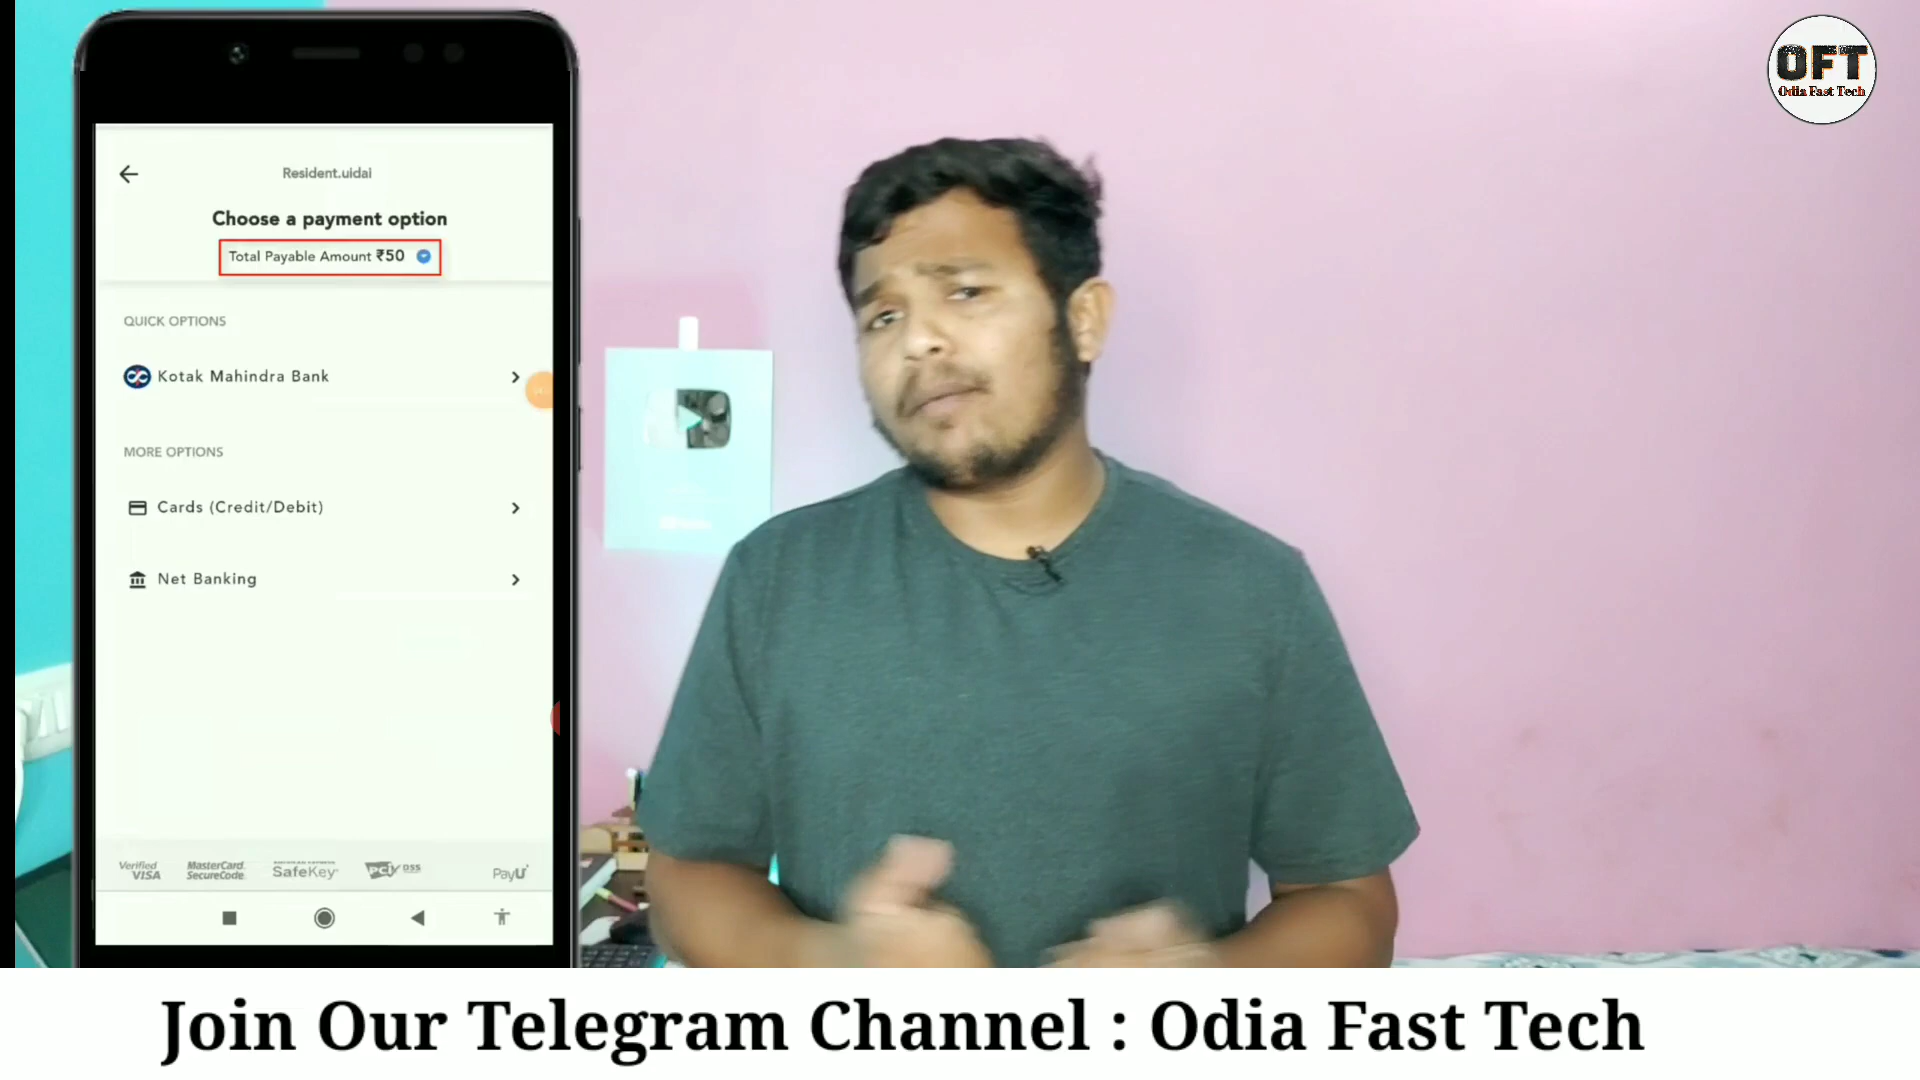 OFT
Odia Fast Tech
Resident.uidai
Choose a payment option
Total Payable Amount ₹50
QUICK OPTIONS
Kotak Mahindra Bank
MORE OPTIONS
Cards (Credit/Debit)
Net Banking
Verified
VISA
MasterCard.
SecureCode.
SafeKey
PCI DSS
PayU
Join Our Telegram Channel : Odia Fast Tech